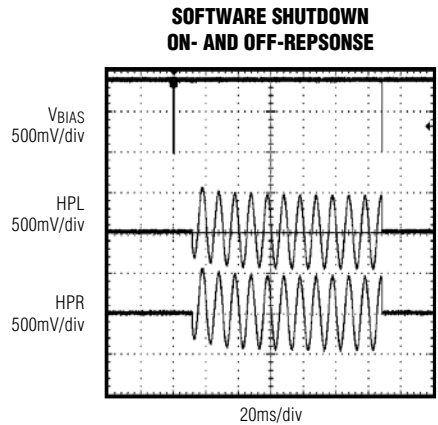 SOFTWARE SHUTDOWN
ON- AND OFF-REPSONSE
VBIAS
500mV/div
HPL
500mV/div
HPR
500mV/div
20ms/div